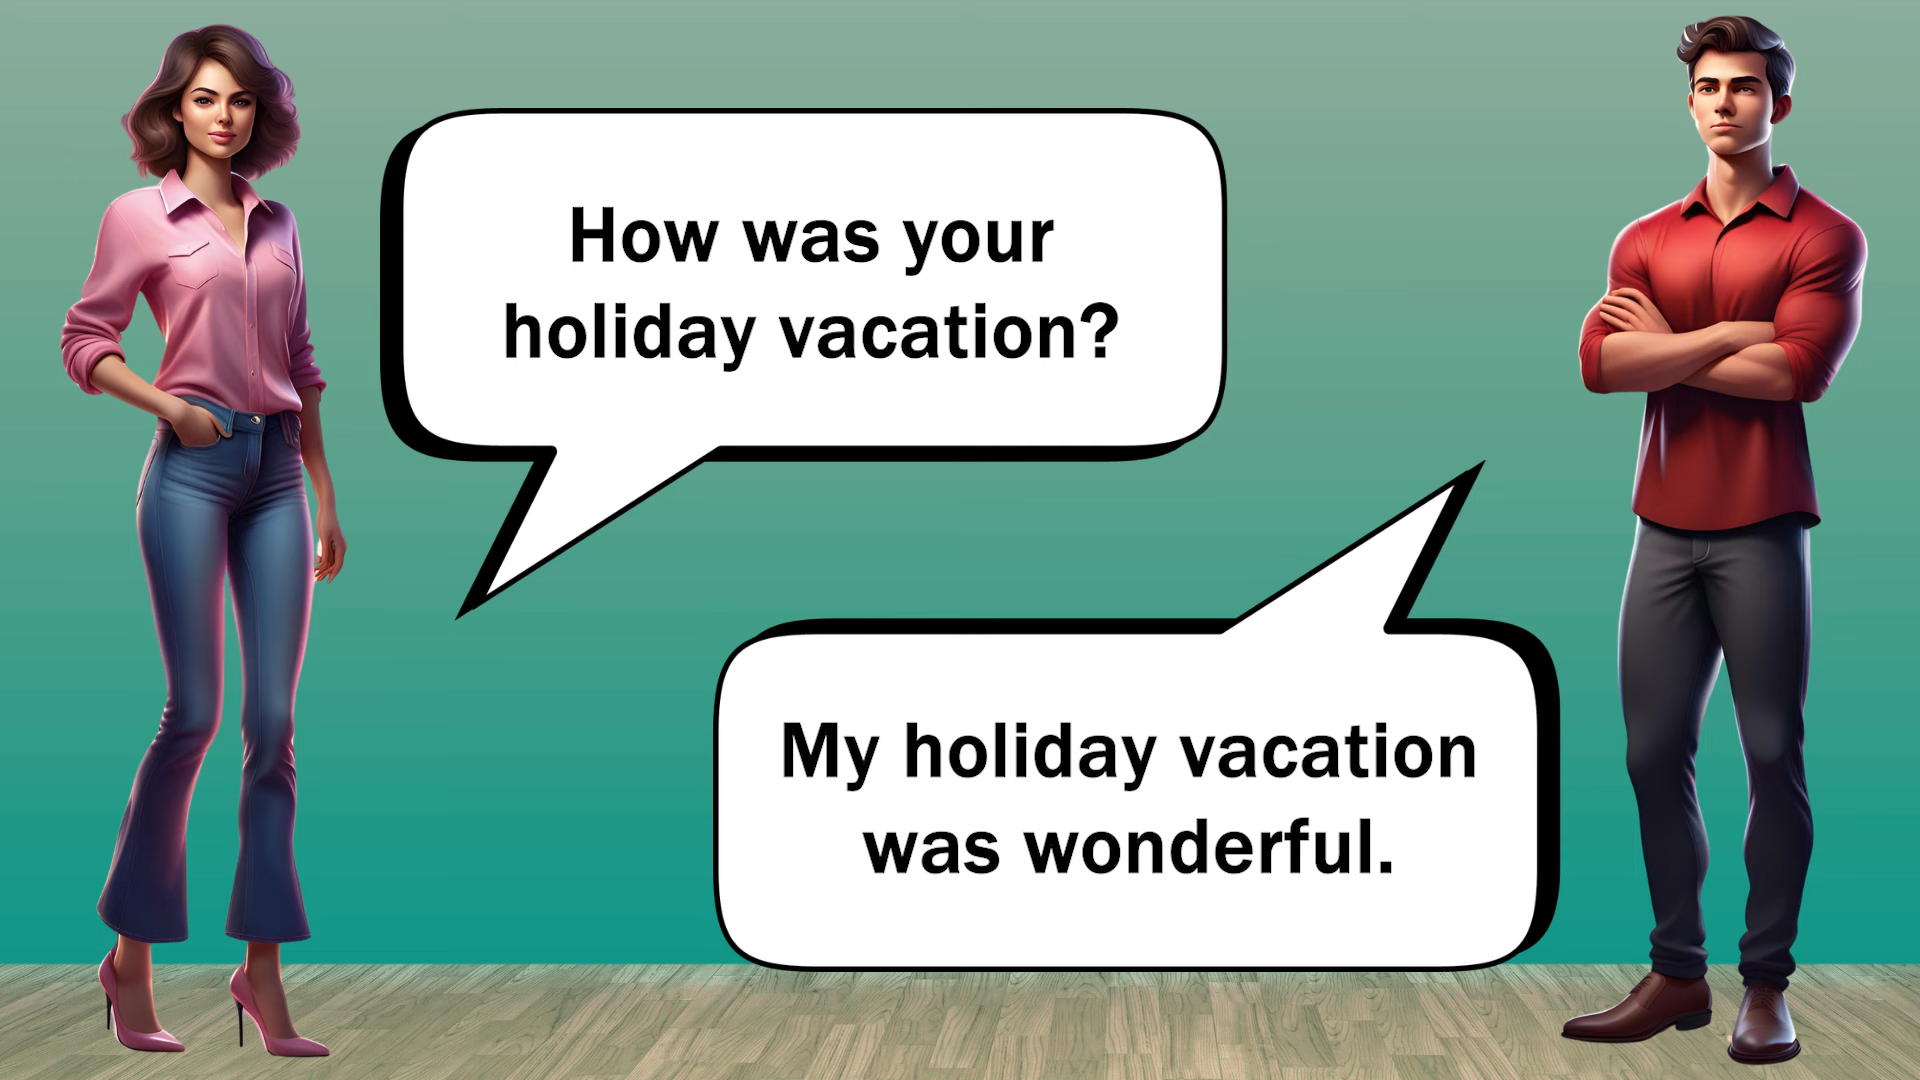 How was your
holiday vacation?
My holiday vacation
was wonderful.